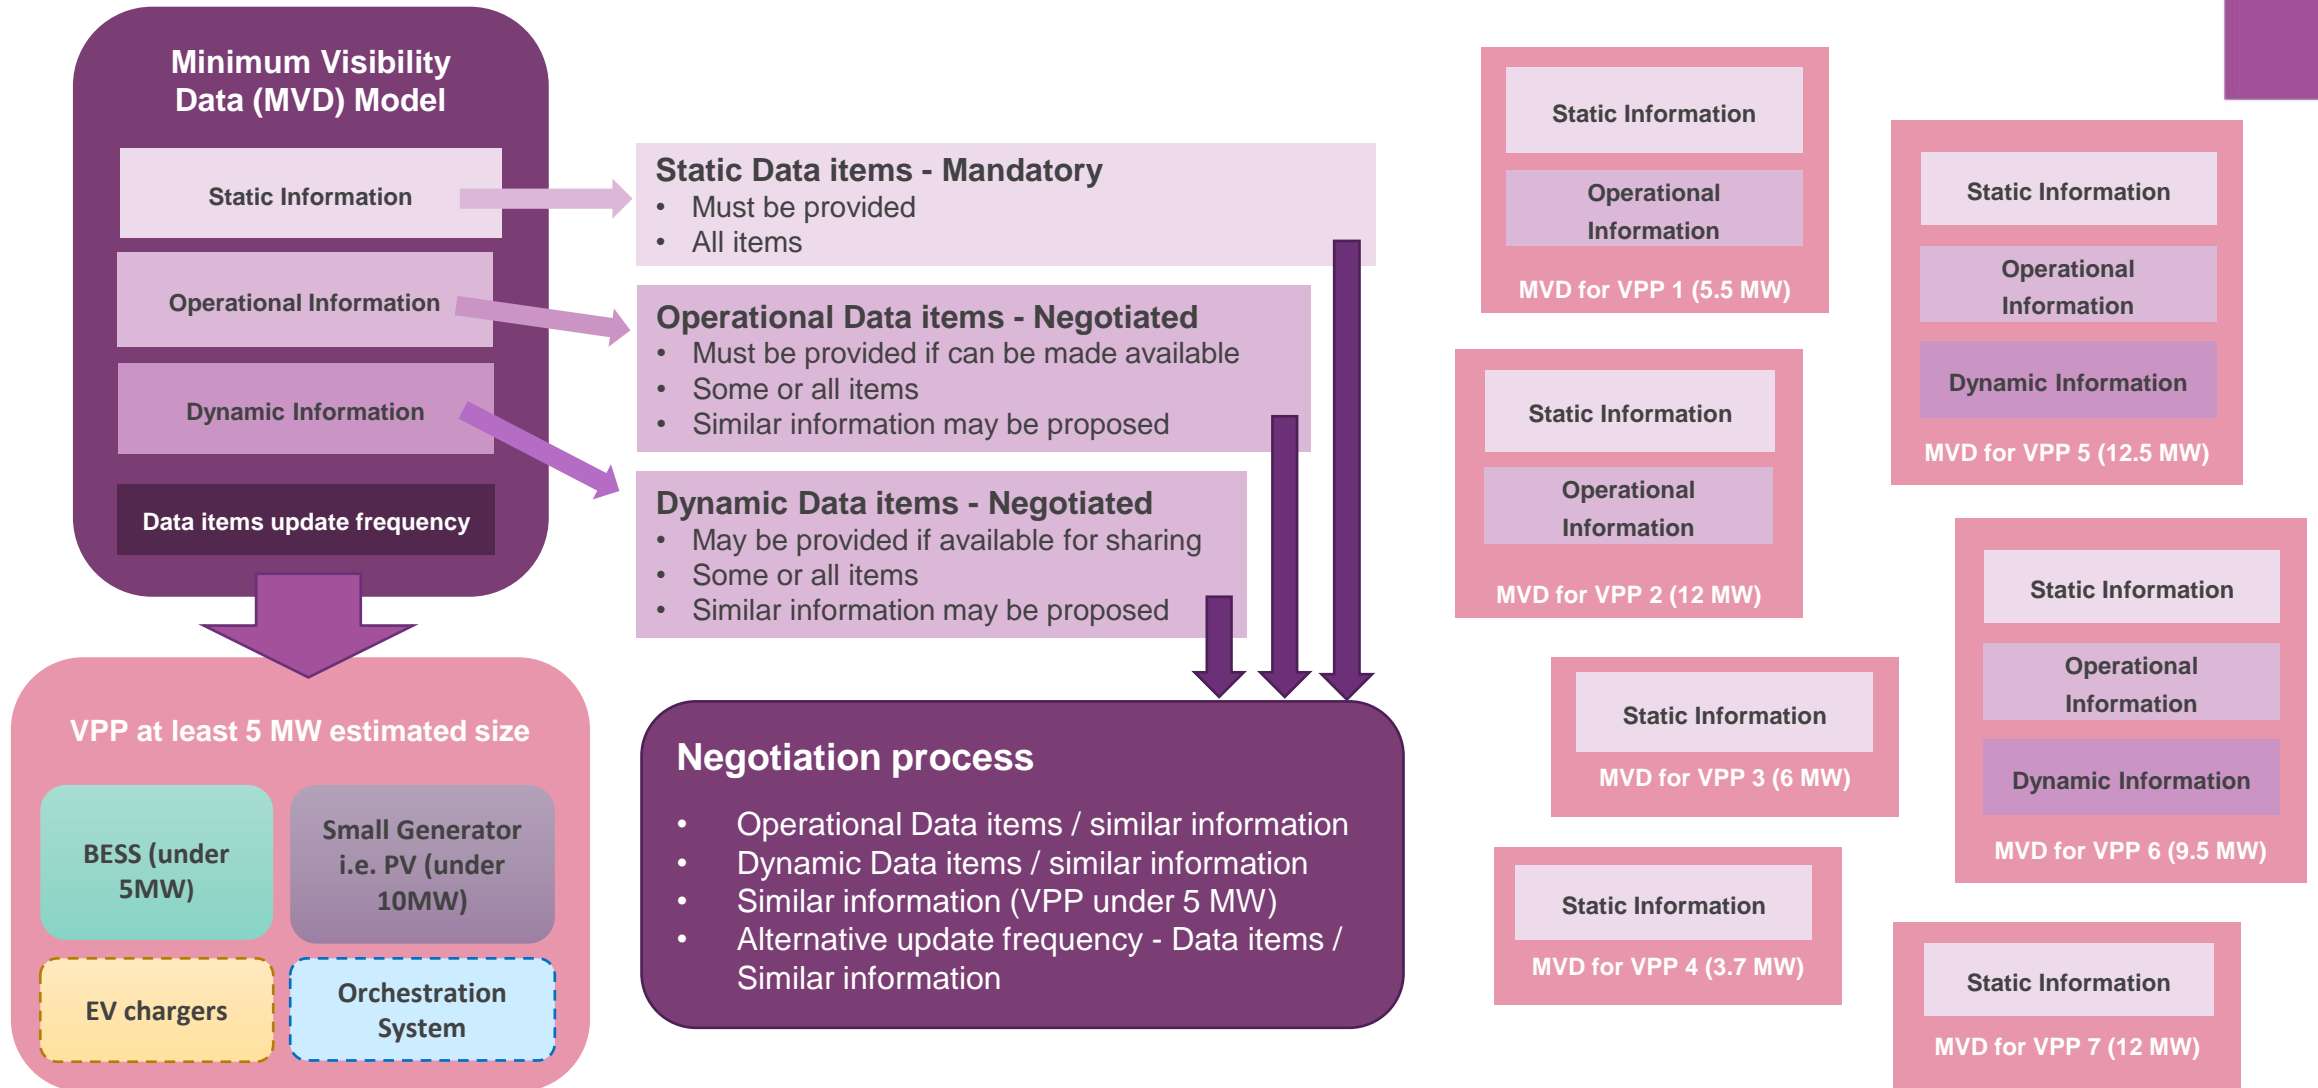 Minimum Visibility
Data (MVD) Model
Static Information
Operational Information
Dynamic Information
Data items update frequency
VPP at least 5 MW estimated size
BESS (under
5MW)
Small Generator
i.e. PV (under
10MW)
EV chargers
Orchestration
System
Static Data items - Mandatory
• Must be provided
• All items
Operational Data items - Negotiated
• Must be provided if can be made available
• Some or all items
• Similar information may be proposed
Dynamic Data items - Negotiated
• May be provided if available for sharing
• Some or all items
• Similar information may be proposed
Negotiation process
• Operational Data items / similar information
• Dynamic Data items / similar information
• Similar information (VPP under 5 MW)
• Alternative update frequency - Data items /
Similar information
Static Information
Operational
Information
MVD for VPP 1 (5.5 MW)
Static Information
Operational
Information
MVD for VPP 2 (12 MW)
Static Information
MVD for VPP 3 (6 MW)
Static Information
MVD for VPP 4 (3.7 MW)
Static Information
Operational
Information
Dynamic Information
MVD for VPP 5 (12.5 MW)
Static Information
Operational
Information
Dynamic Information
MVD for VPP 6 (9.5 MW)
Static Information
MVD for VPP 7 (12 MW)